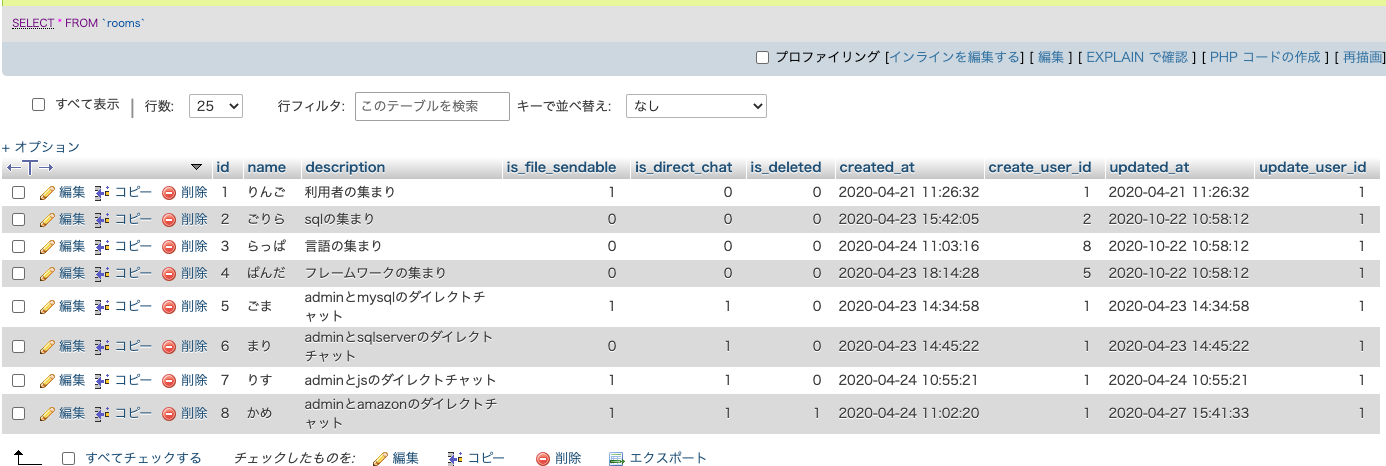 SELECT * FROM `rooms`
プロファイリング [インラインを編集する] [ 編集 ] [ EXPLAIN で確認 ] [ PHP コードの作成 ] [ 再描画]
すべて表示 | 行数: 25 行フィルタ: このテーブルを検索 キーで並べ替え: なし
+ オプション
←T→ id name description is_file_sendable is_direct_chat is_deleted created_at create_user_id updated_at update_user_id
編集 コピー 削除 1 りんご 利用者の集まり 1 0 0 2020-04-21 11:26:32 1 2020-04-21 11:26:32 1
編集 コピー 削除 2 ごりら sqlの集まり 0 0 0 2020-04-23 15:42:05 2 2020-10-22 10:58:12 1
編集 コピー 削除 3 らっぱ 言語の集まり 0 0 0 2020-04-24 11:03:16 8 2020-10-22 10:58:12 1
編集 コピー 削除 4 ぱんだ フレームワークの集まり 0 0 0 2020-04-23 18:14:28 5 2020-10-22 10:58:12 1
編集 コピー 削除 5 ごま adminとmysqlのダイレクトチ
ャット 1 1 0 2020-04-23 14:34:58 1 2020-04-23 14:34:58 1
編集 コピー 削除 6 まり adminとsqlserverのダイレクト
チャット 0 1 0 2020-04-23 14:45:22 1 2020-04-23 14:45:22 1
編集 コピー 削除 7 りす adminとjsのダイレクトチャット 1 1 0 2020-04-24 10:55:21 1 2020-04-24 10:55:21 1
編集 コピー 削除 8 かめ adminとamazonのダイレクトチ
ャット 1 1 1 2020-04-24 11:02:20 1 2020-04-27 15:41:33 1
すべてチェックする チェックしたものを: 編集 コピー 削除 エクスポート